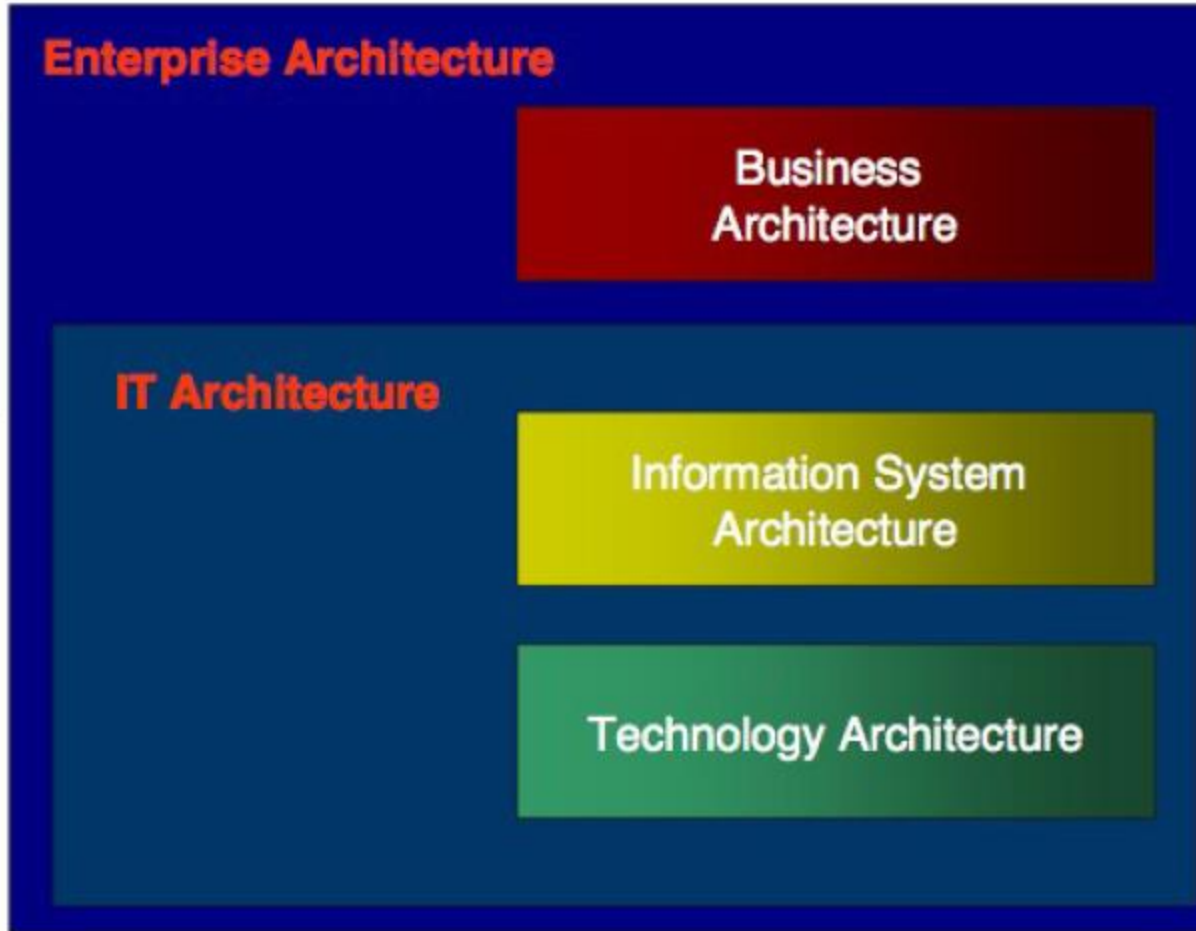 Enterprise Architecture
Business
Architecture
IT Architecture
Information System
Architecture
Technology Architecture